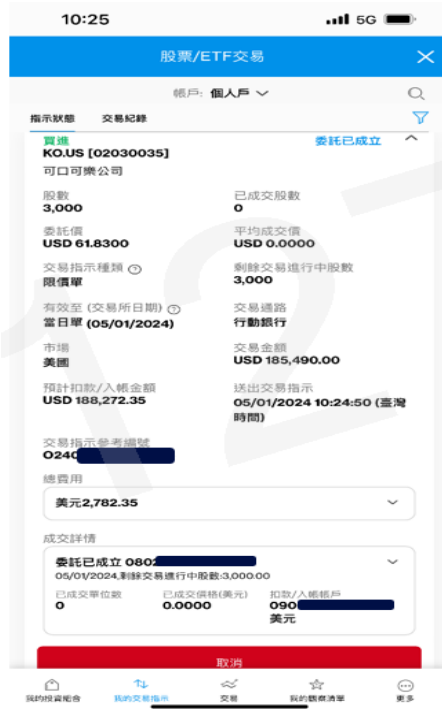 10:25
5G
股票/ETF交易
帳戶: 個人戶
指示狀態 交易紀錄
買進 委託已成立
KO.US [02030035]
可口可樂公司
股數 已成交股數
3,000 0
委託價 平均成交價
USD 61.8300 USD 0.0000
交易指示種類 剩餘交易進行中股數
限價單 3,000
有效至 (交易所日期) 交易通路
當日單 (05/01/2024) 行動銀行
市場 交易金額
美國 USD 185,490.00
預計扣款/入帳金額 送出交易指示
USD 188,272.35 05/01/2024 10:24:50 (臺灣
時間)
交易指示參考編號
O240
總費用
美元2,782.35
成交詳情
委託已成立 0802
05/01/2024,剩餘交易進行中股數:3,000.00
已成交單位數 已成交價格(美元) 扣款/入帳帳戶
0 0.0000 090
美元
取消
我的投資組合 我的交易指示 交易 我的觀察清單 更多